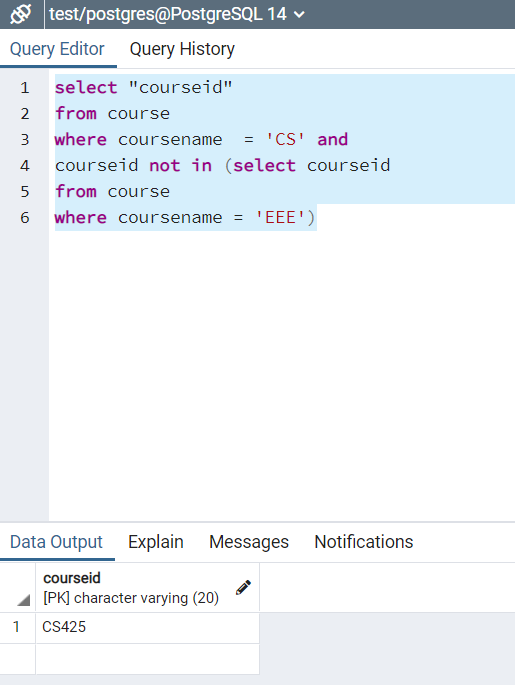 test/postgres@PostgreSQL 14
Query Editor Query History
1 select "courseid"
2 from course
3 where coursename  = 'CS' and
4 courseid not in (select courseid
5 from course
6 where coursename = 'EEE')
Data Output Explain Messages Notifications
courseid
[PK] character varying (20)
1 CS425